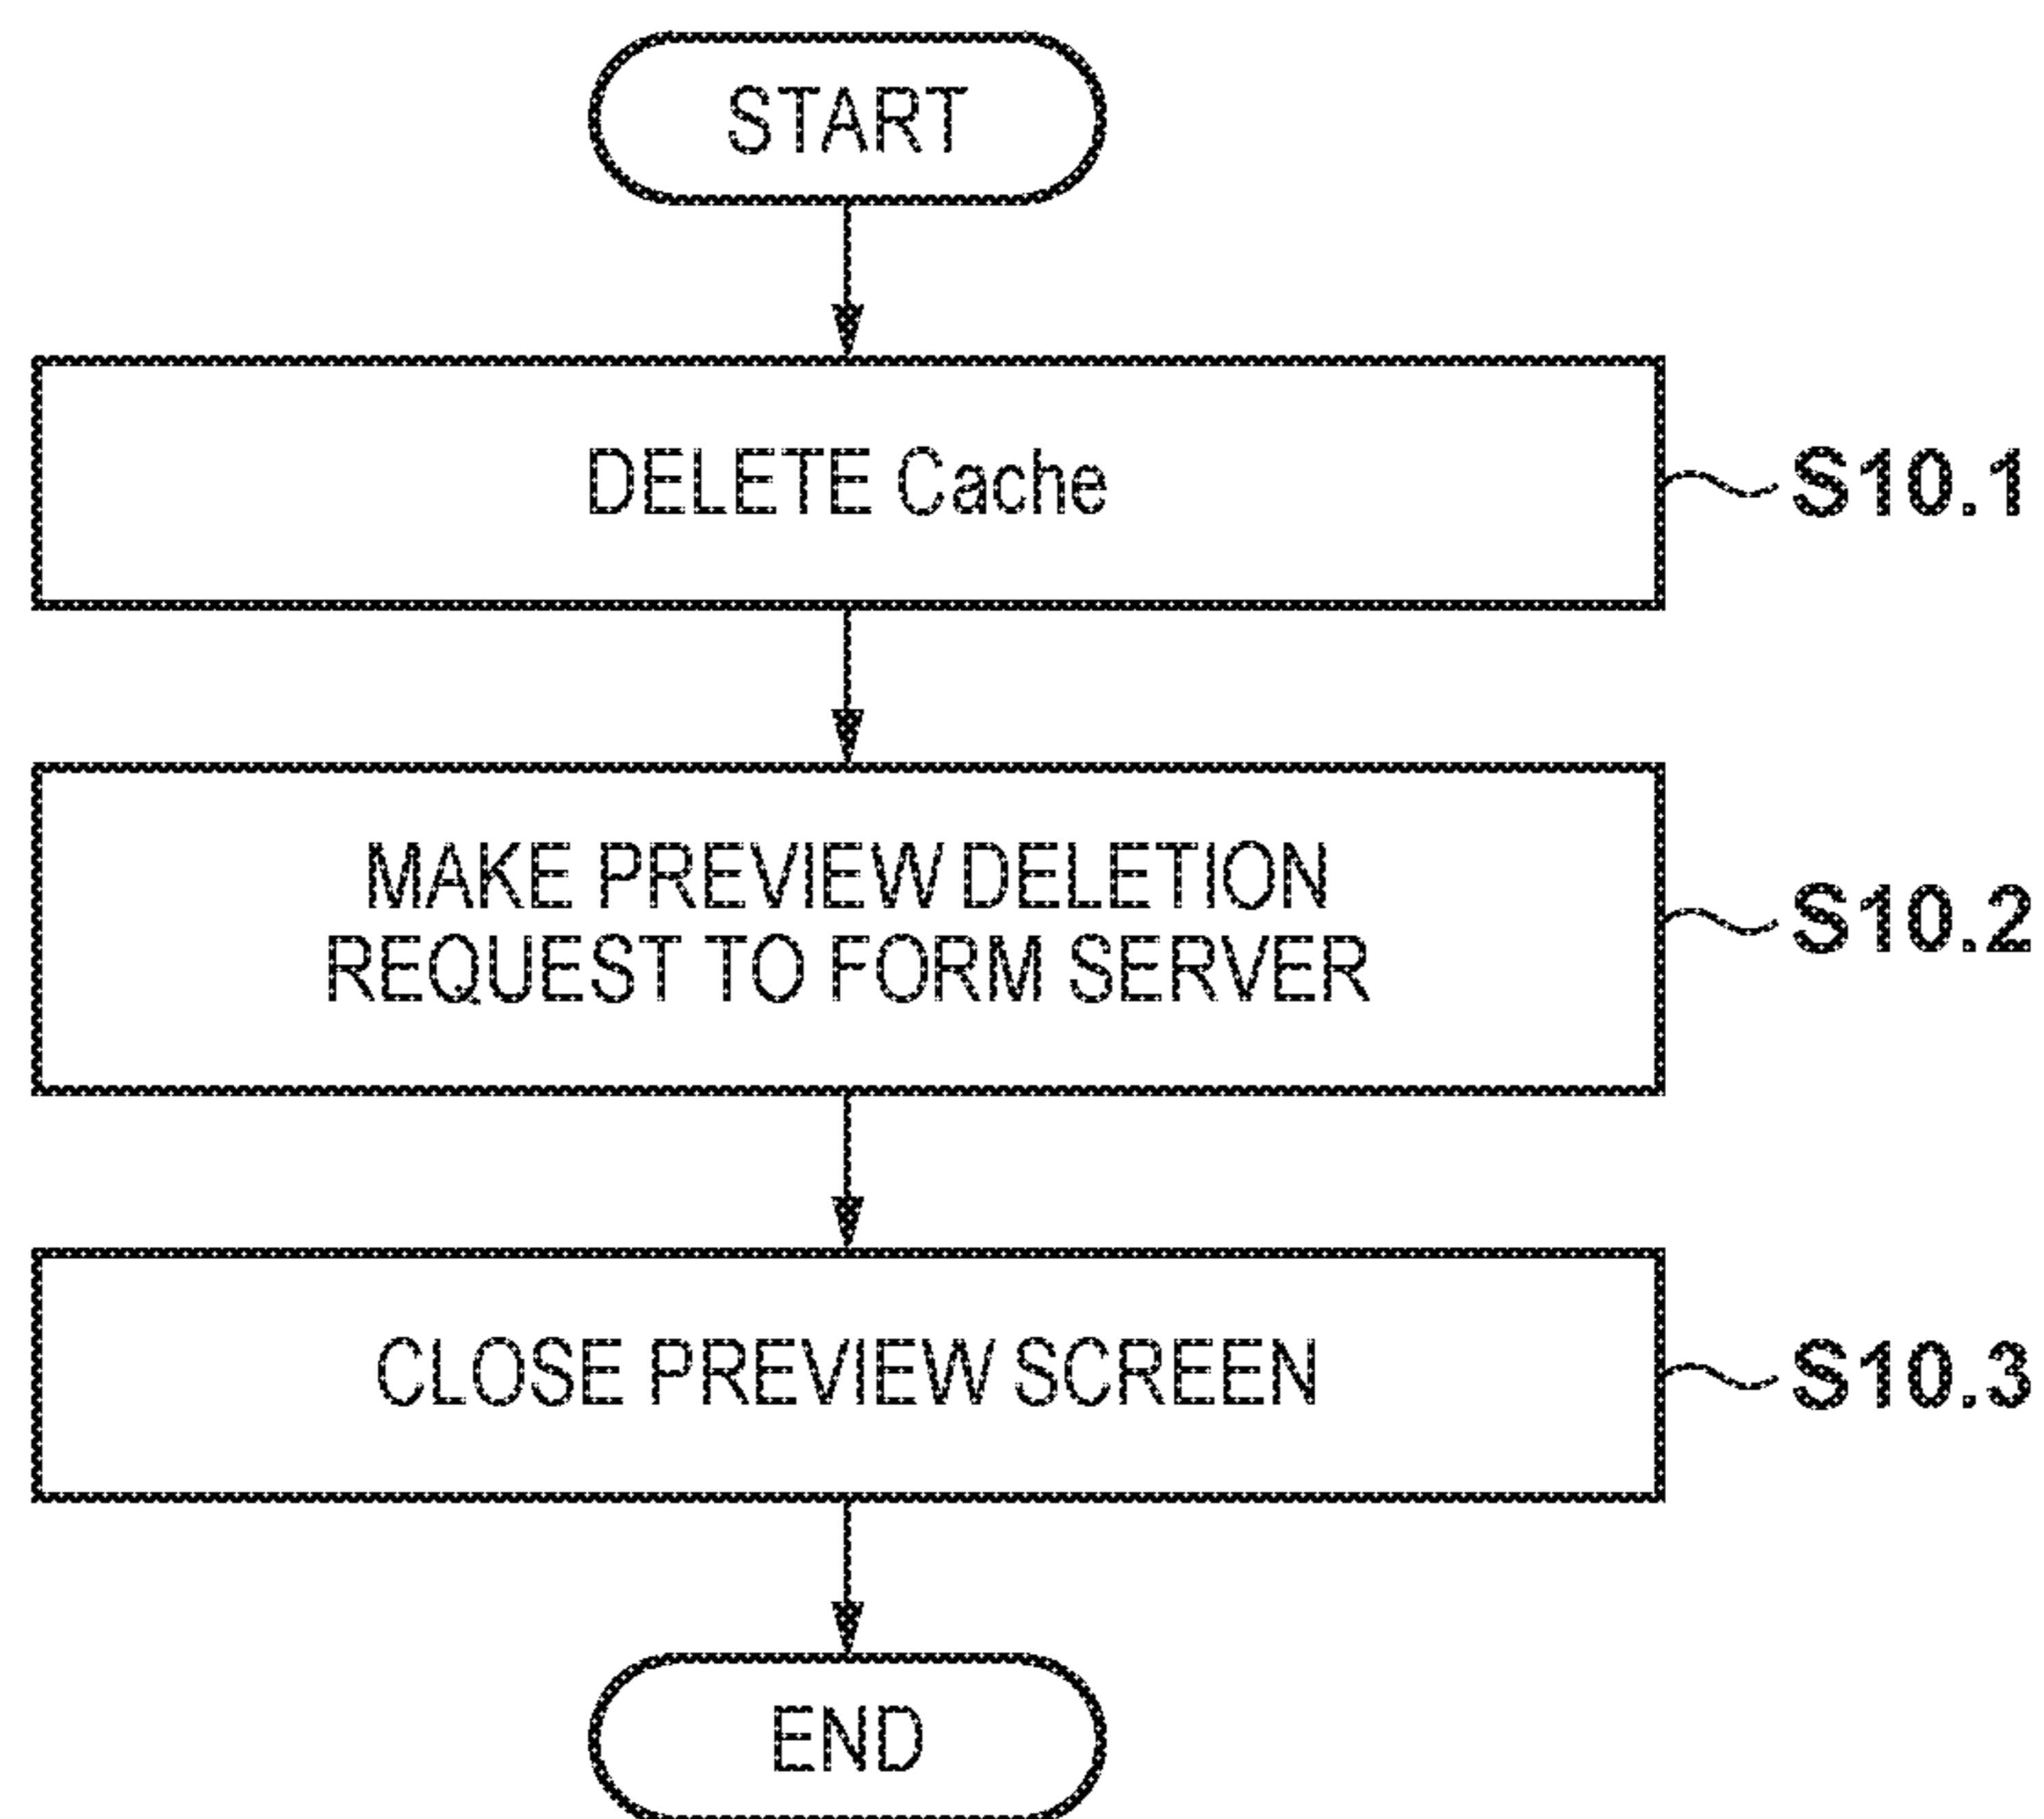 START
DELETE Cache
S10.1
MAKE PREVIEW DELETION
REQUEST TO FORM SERVER
S10.2
CLOSE PREVIEW SCREEN
S10.3
END